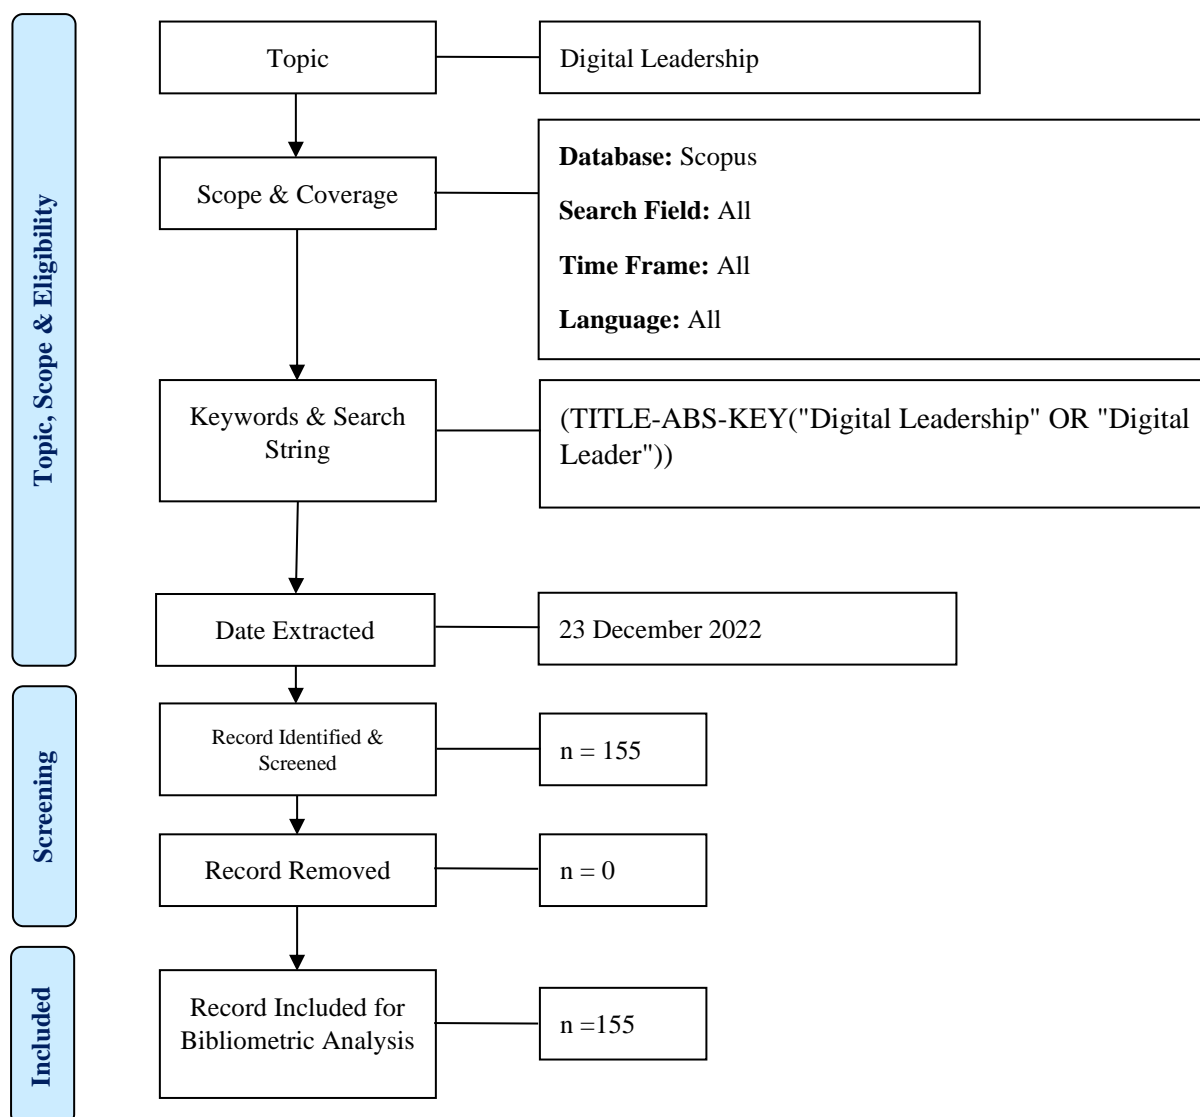 Topic, Scope & Eligibility
Topic
Digital Leadership
Scope & Coverage
Database: Scopus
Search Field: All
Time Frame: All
Language: All
Keywords & Search
String
(TITLE-ABS-KEY("Digital Leadership" OR "Digital
Leader"))
Date Extracted
23 December 2022
Screening
Record Identified &
Screened
n = 155
Record Removed
n = 0
Included
Record Included for
Bibliometric Analysis
n =155